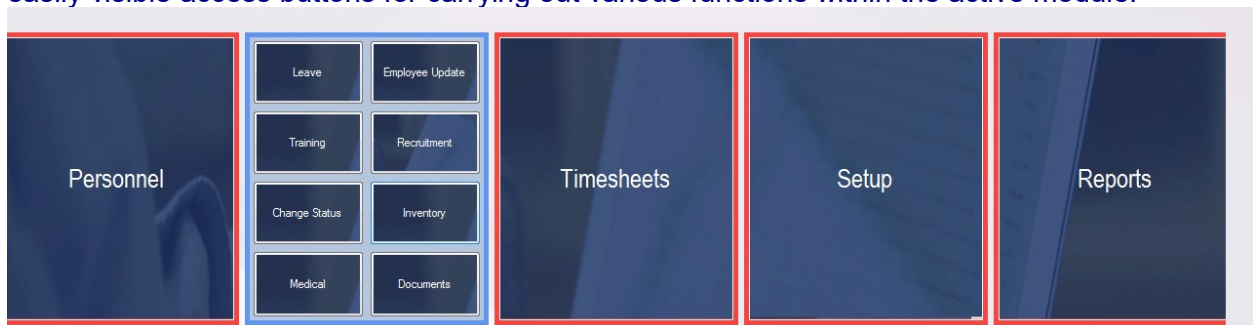 easily visible access buttons for carrying out various functions within the active module.
Personnel
Leave
Employee Update
Training
Recruitment
Change Status
Inventory
Medical
Documents
Timesheets
Setup
Reports